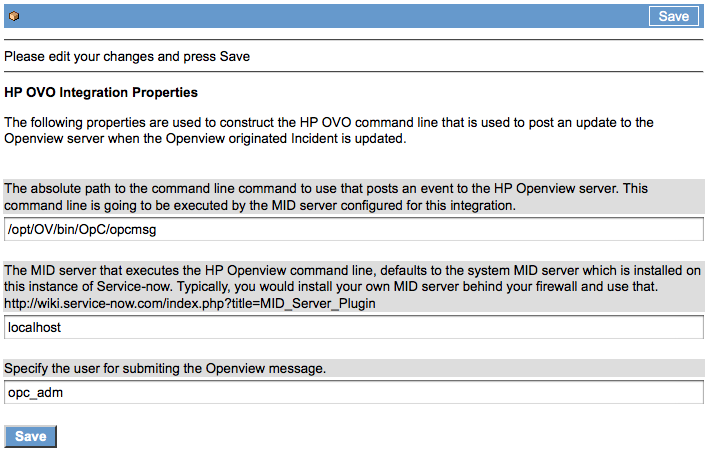 Save
Please edit your changes and press Save
HP OVO Integration Properties
The following properties are used to construct the HP OVO command line that is used to post an update to the
Openview server when the Openview originated Incident is updated.
The absolute path to the command line command to use that posts an event to the HP Openview server. This
command line is going to be executed by the MID server configured for this integration.
/opt/OV/bin/OpC/opcmsg
The MID server that executes the HP Openview command line, defaults to the system MID server which is installed on
this instance of Service-now. Typically, you would install your own MID server behind your firewall and use that.
http://wiki.service-now.com/index.php?title=MID_Server_Plugin
localhost
Specify the user for submiting the Openview message.
opc_adm
Save